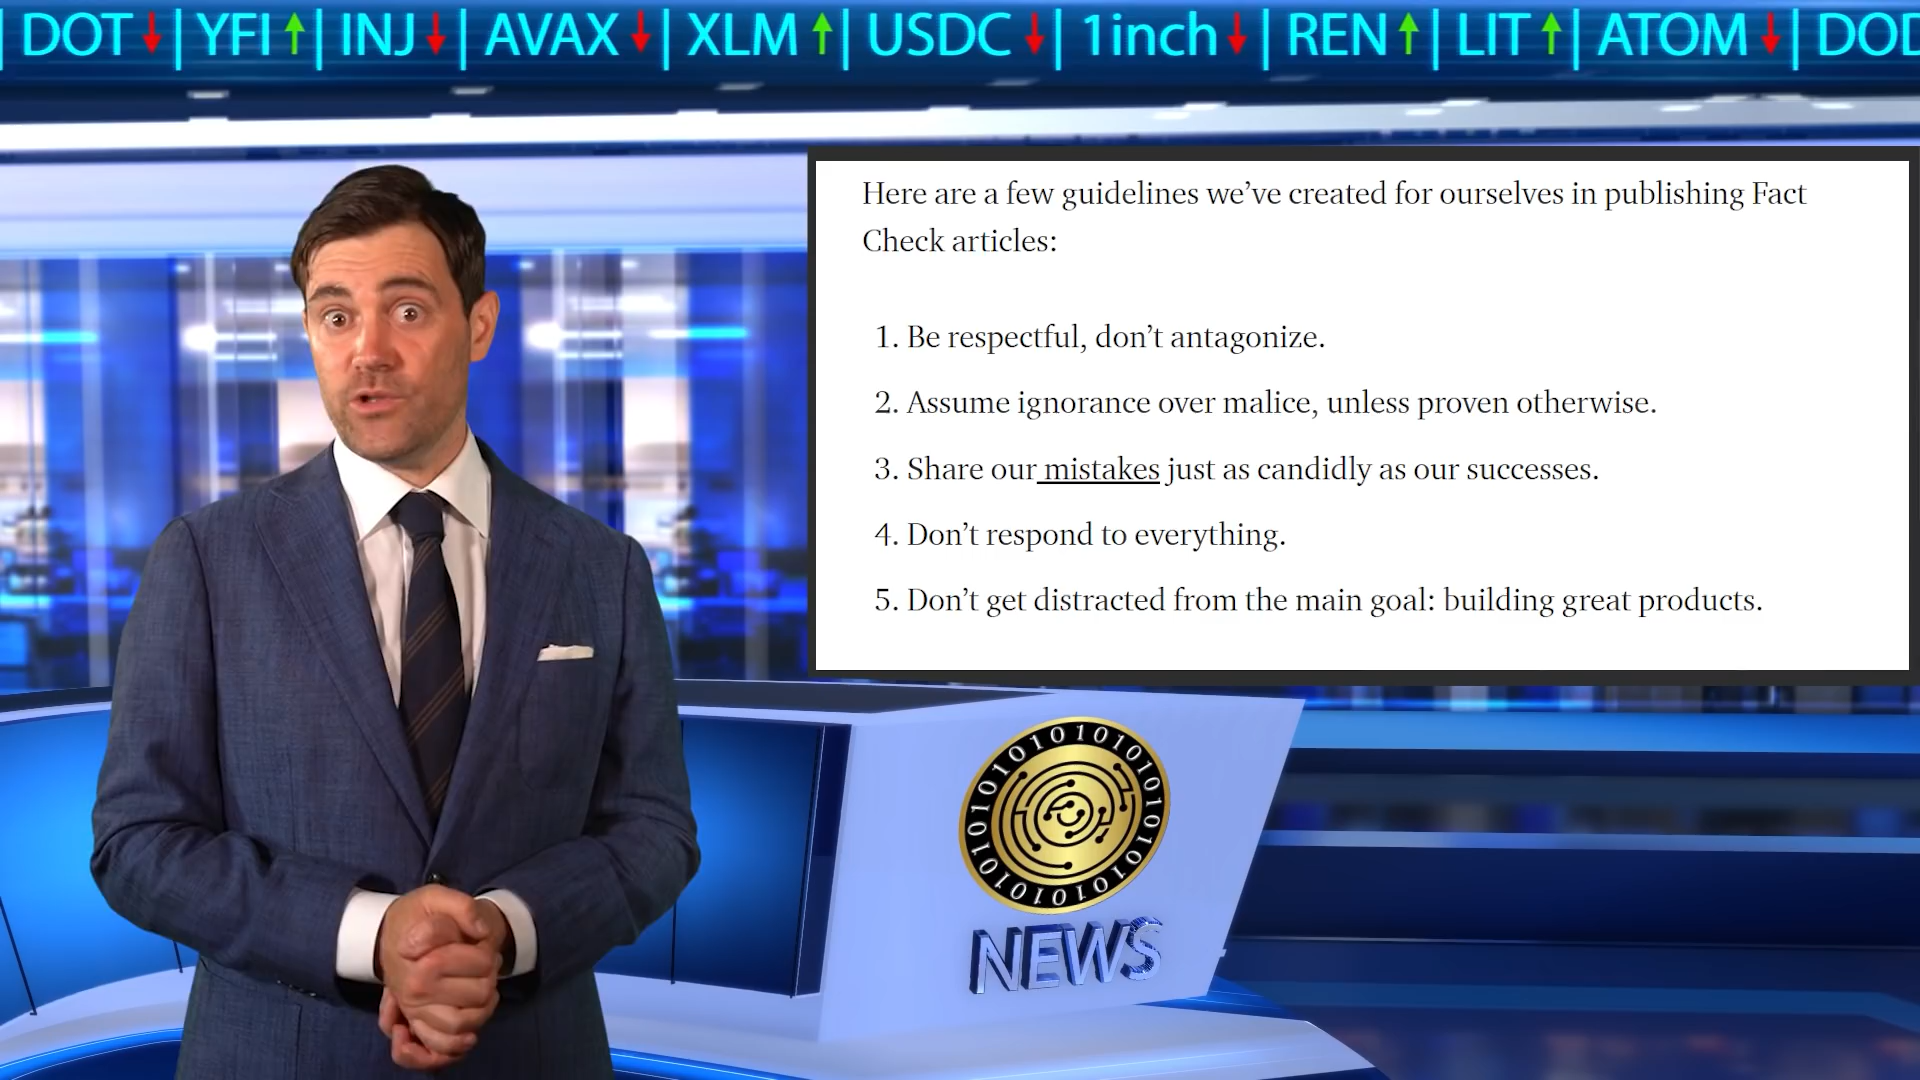 DOT YFI INJ AVAX XLM USDC 1inch REN LIT ATOM
Here are a few guidelines we've created for ourselves in publishing Fact
Check articles:
1. Be respectful, don't antagonize.
2. Assume ignorance over malice, unless proven otherwise.
3. Share our mistakes just as candidly as our successes.
4. Don't respond to everything.
5. Don't get distracted from the main goal: building great products.
NEWS